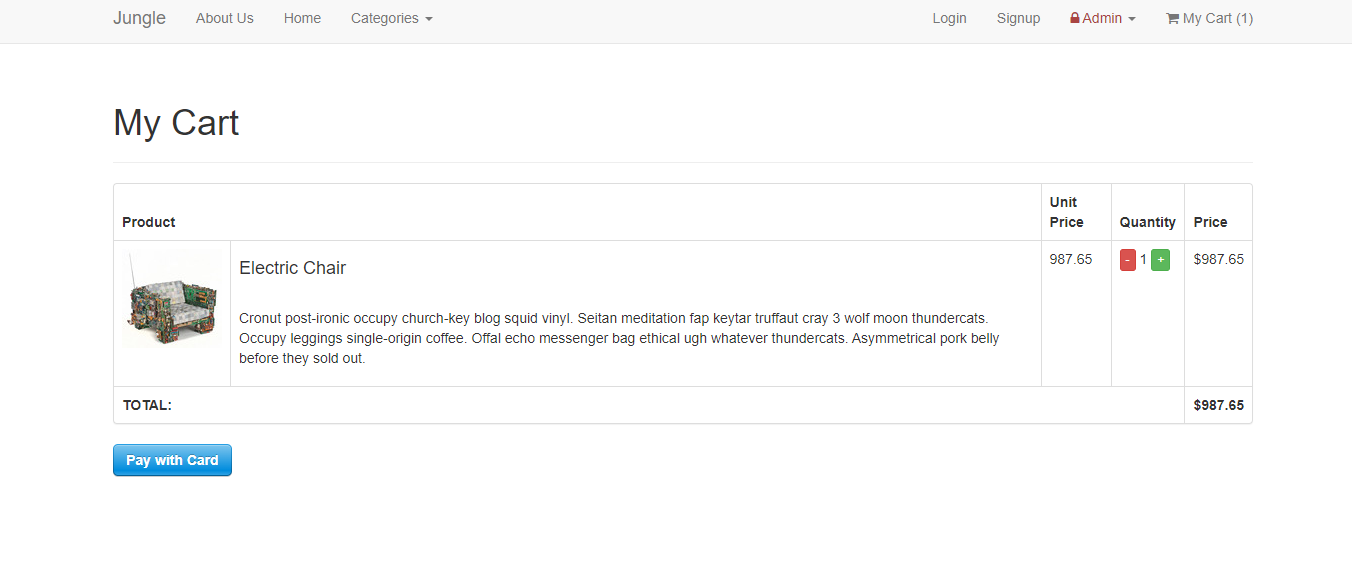 Jungle About Us Home Categories Login Signup Admin My Cart (1)
My Cart
Product Unit Price Quantity Price
Electric Chair 987.65 - 1 + $987.65
Cronut post-ironic occupy church-key blog squid vinyl. Seitan meditation fap keytar truffaut cray 3 wolf moon thundercats.
Occupy leggings single-origin coffee. Offal echo messenger bag ethical ugh whatever thundercats. Asymmetrical pork belly
before they sold out.
TOTAL: $987.65
Pay with Card